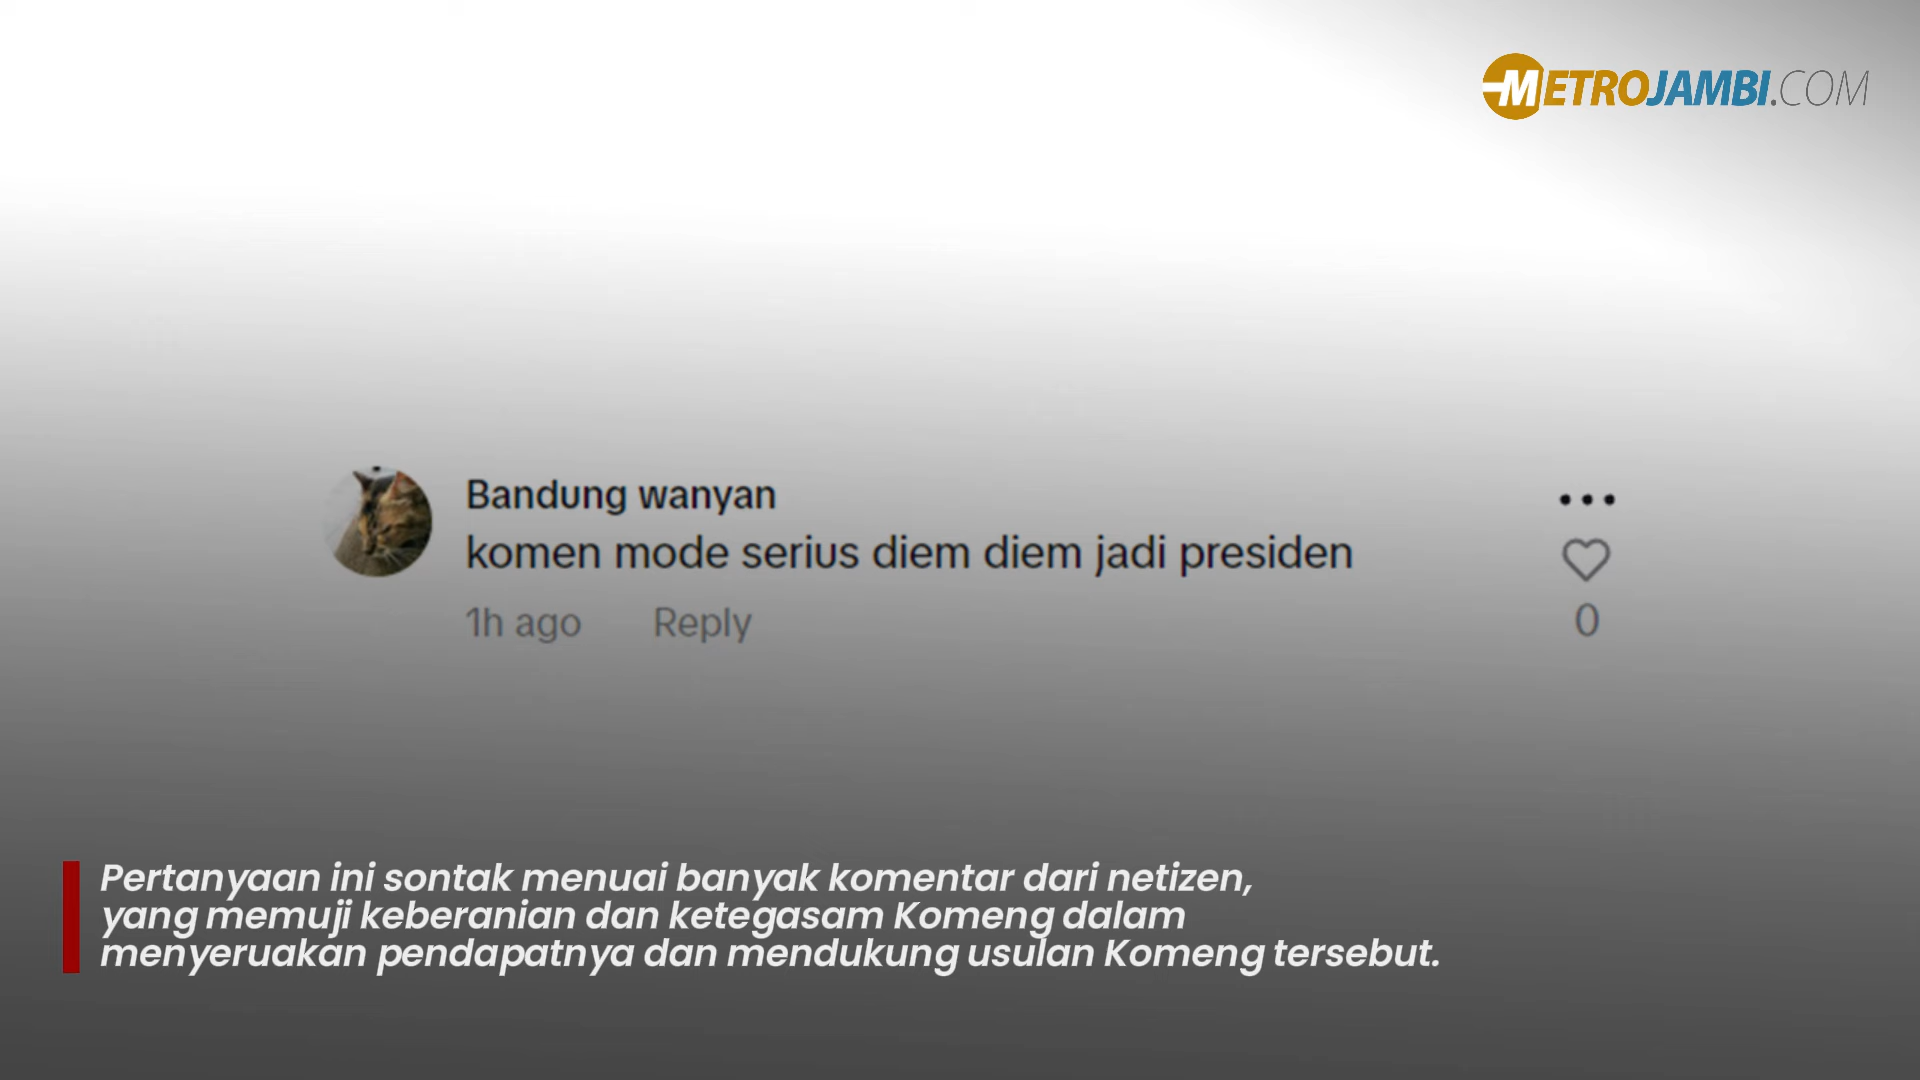 METROJAMBI.COM
Bandung wanyan
komen mode serius diem diem jadi presiden
1h ago Reply
0
Pertanyaan ini sontak menuai banyak komentar dari netizen,
yang memuji keberanian dan ketegasam Komeng dalam
menyeruakan pendapatnya dan mendukung usulan Komeng tersebut.